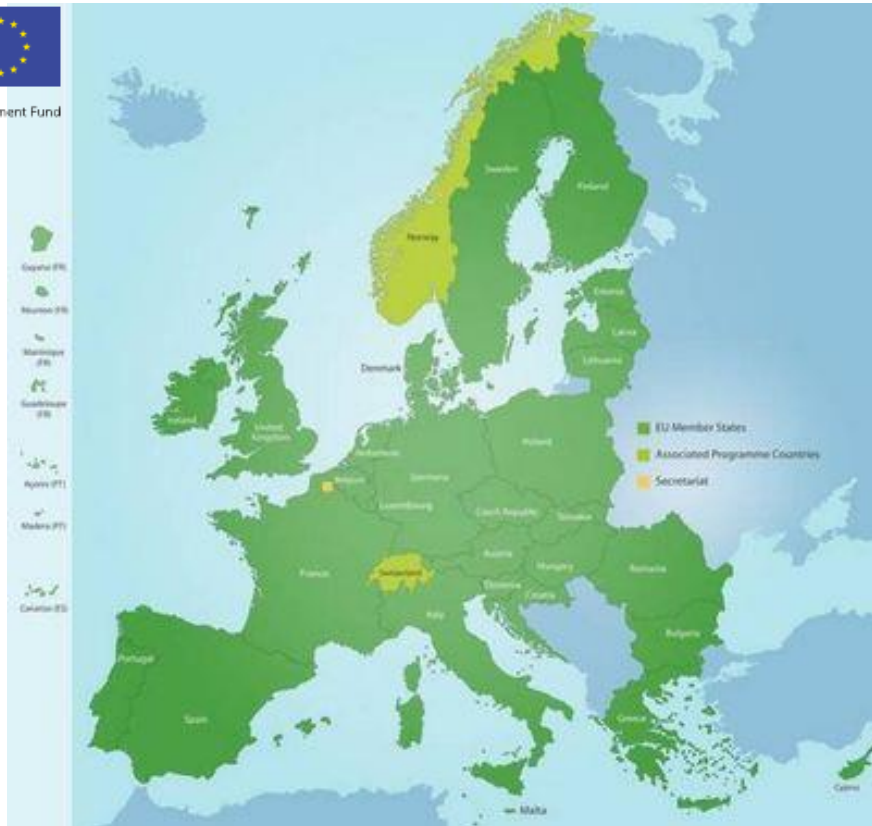 ment Fund
Guyane (FR)
Réunion (FR)
Martinique
(FR)
Guadeloupe
(FR)
Açores (PT)
Madeira (PT)
Canarias (ES)
Sweden
Finland
Norway
Estonia
Latvia
Lithuania
Denmark
Ireland
United
Kingdom
Netherlands
Poland
EU Member States
Associated Programme Countries
Secretariat
Belgium
Germany
Luxembourg
Czech Republic
Slovakia
Austria
France
Switzerland
Hungary
Romania
Slovenia
Croatia
Italy
Bulgaria
Portugal
Spain
Greece
Cyprus
Malta